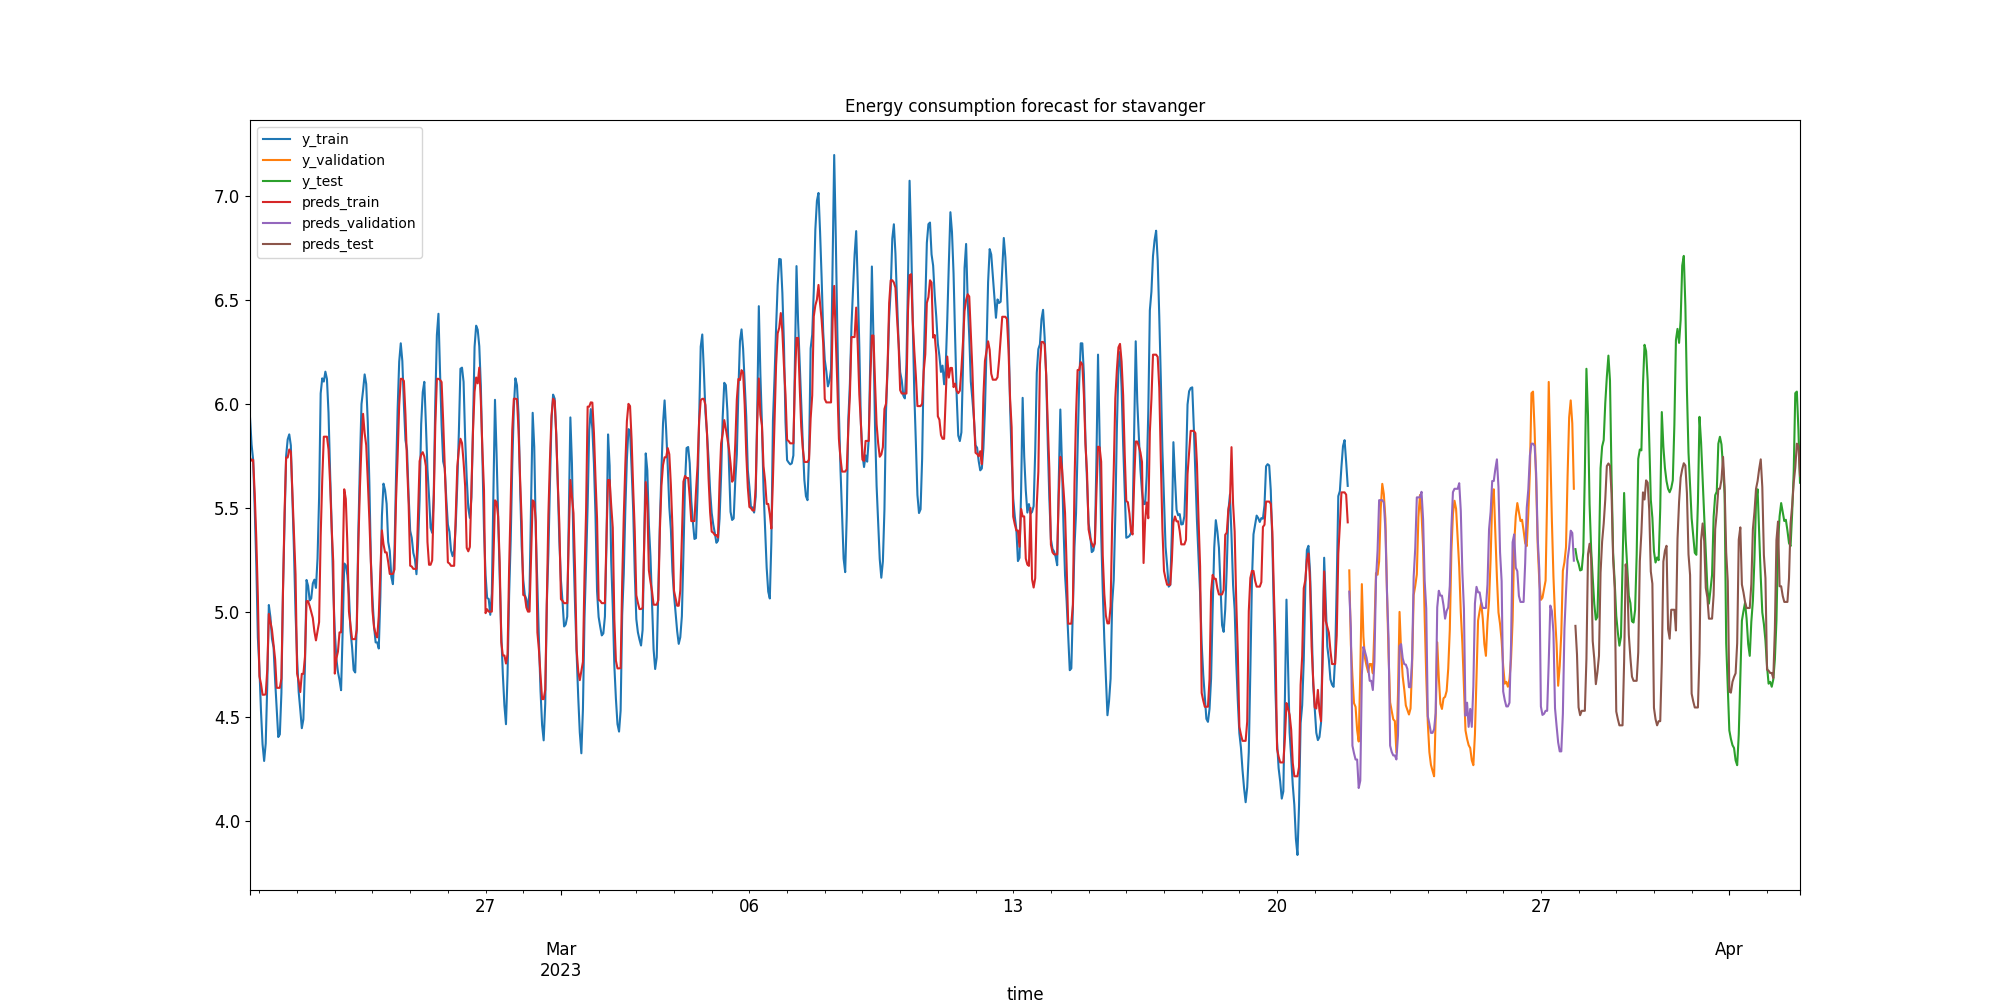 Energy consumption forecast for stavanger
y_train
y_validation
y_test
preds_train
preds_validation
preds_test
7.0
6.5
6.0
5.5
5.0
4.5
4.0
27 06 13 20 27
Mar Apr
2023
time